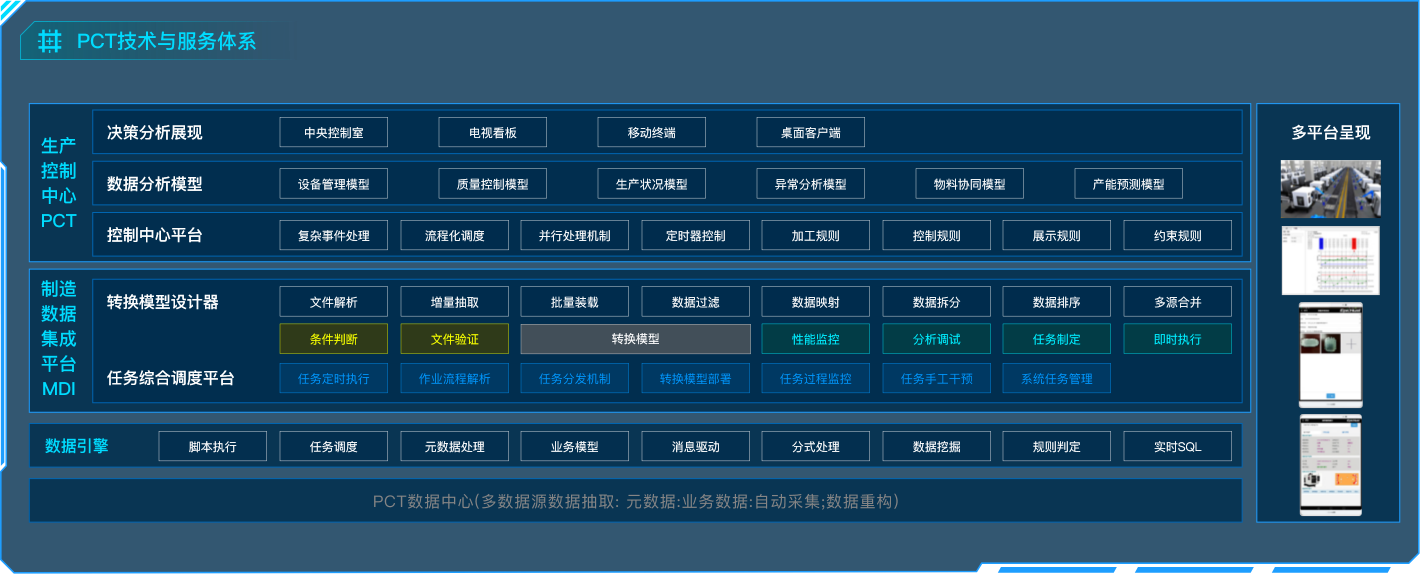 PCT技术与服务体系
生产
控制
中心
PCT
决策分析展现
中央控制室
电视看板
移动终端
桌面客户端
数据分析模型
设备管理模型
质量控制模型
生产状况模型
异常分析模型
物料协同模型
产能预测模型
控制中心平台
复杂事件处理
流程化调度
并行处理机制
定时器控制
加工规则
控制规则
展示规则
约束规则
制造
数据
集成
平台
MDI
转换模型设计器
文件解析
增量抽取
批量装载
数据过滤
数据映射
数据拆分
数据排序
多源合并
条件判断
文件验证
转换模型
性能监控
分析调试
任务制定
即时执行
任务综合调度平台
任务定时执行
作业流程解析
任务分发机制
转换模型部署
任务过程监控
任务手工干预
系统任务管理
数据引擎
脚本执行
任务调度
元数据处理
业务模型
消息驱动
分式处理
数据挖掘
规则判定
实时SQL
PCT数据中心(多数据源数据抽取: 元数据:业务数据:自动采集;数据重构)
多平台呈现